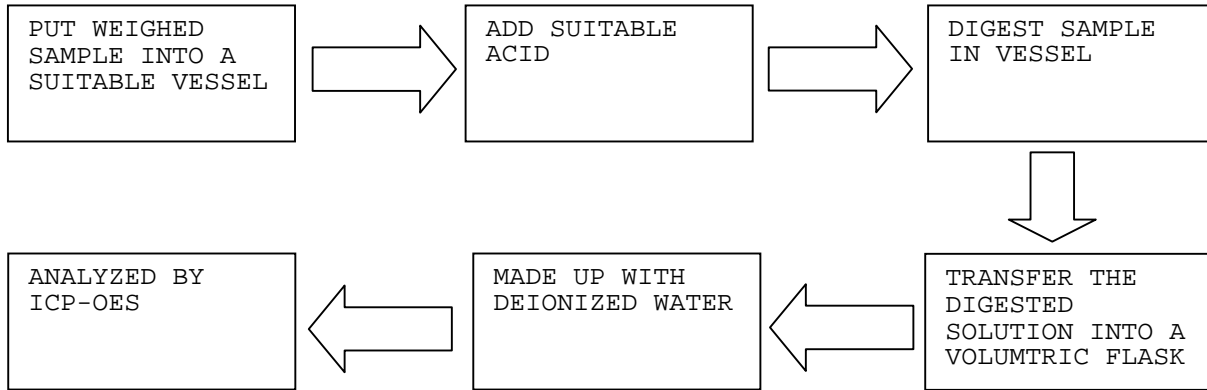 PUT WEIGHED
SAMPLE INTO A
SUITABLE VESSEL
ADD SUITABLE
ACID
DIGEST SAMPLE
IN VESSEL
TRANSFER THE
DIGESTED
SOLUTION INTO A
VOLUMTRIC FLASK
MADE UP WITH
DEIONIZED WATER
ANALYZED BY
ICP-OES